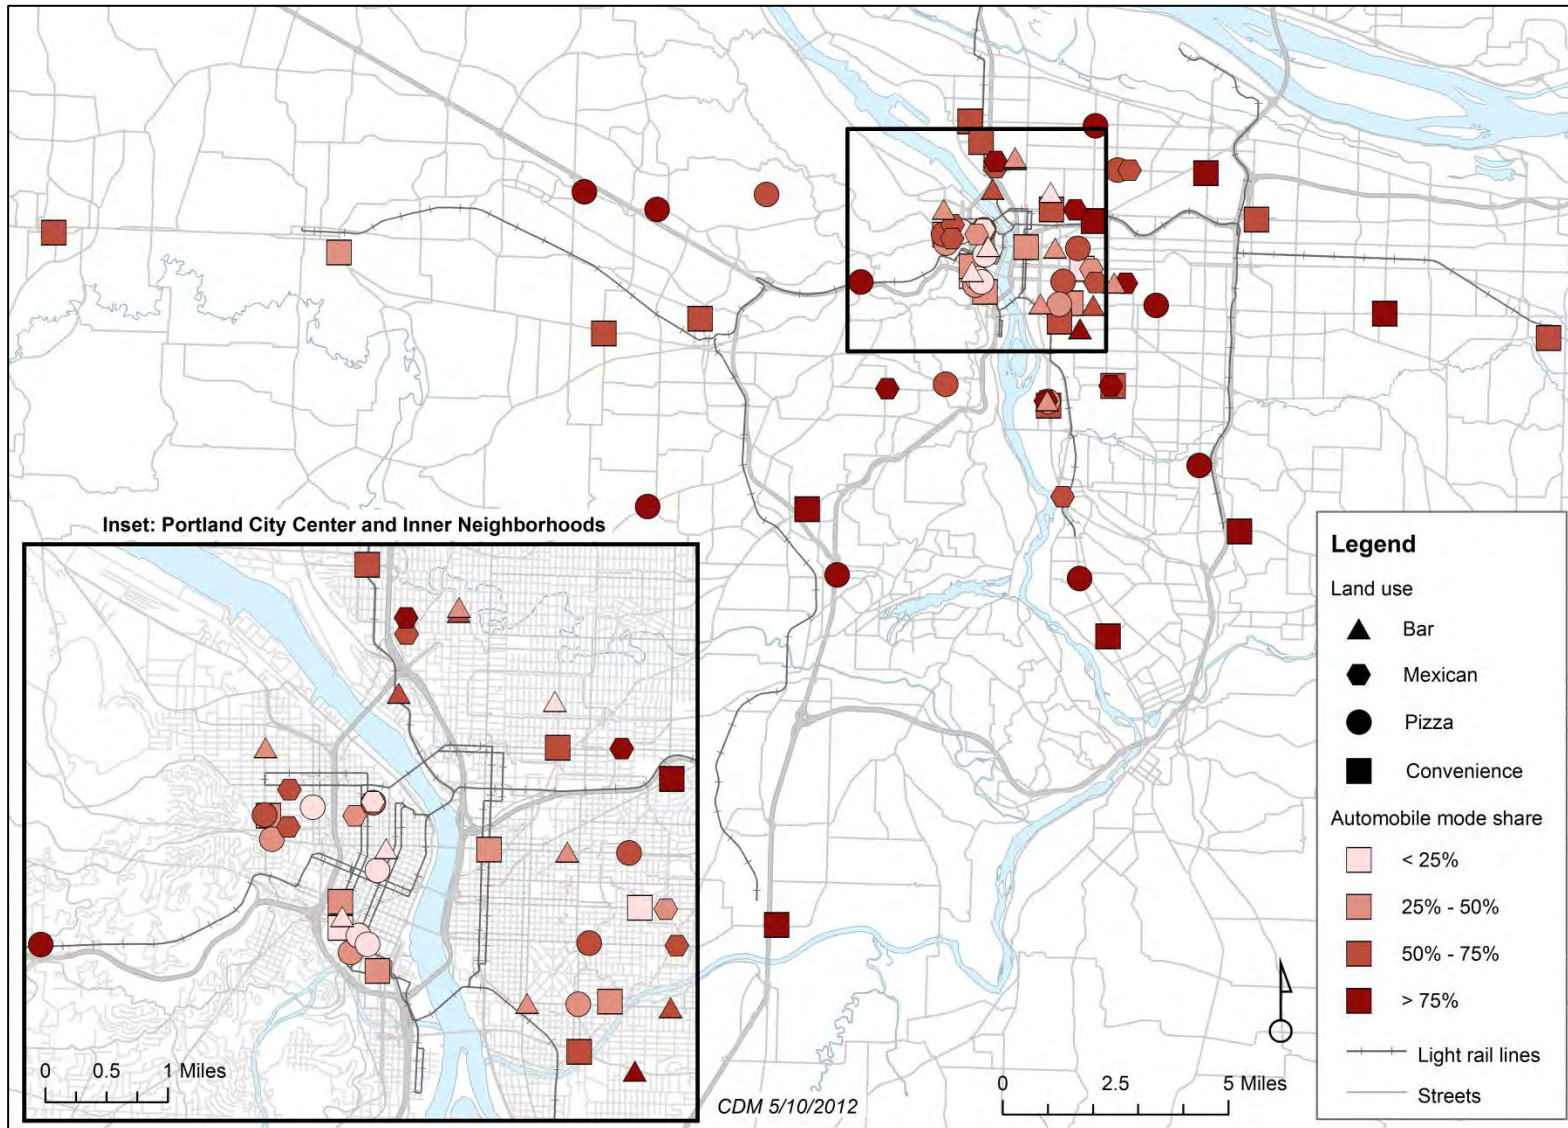 Inset: Portland City Center and Inner Neighborhoods
0 0.5 1 Miles
CDM 5/10/2012
0 2.5 5 Miles
Legend
Land use
Bar
Mexican
Pizza
Convenience
Automobile mode share
< 25%
25% - 50%
50% - 75%
> 75%
Light rail lines
Streets